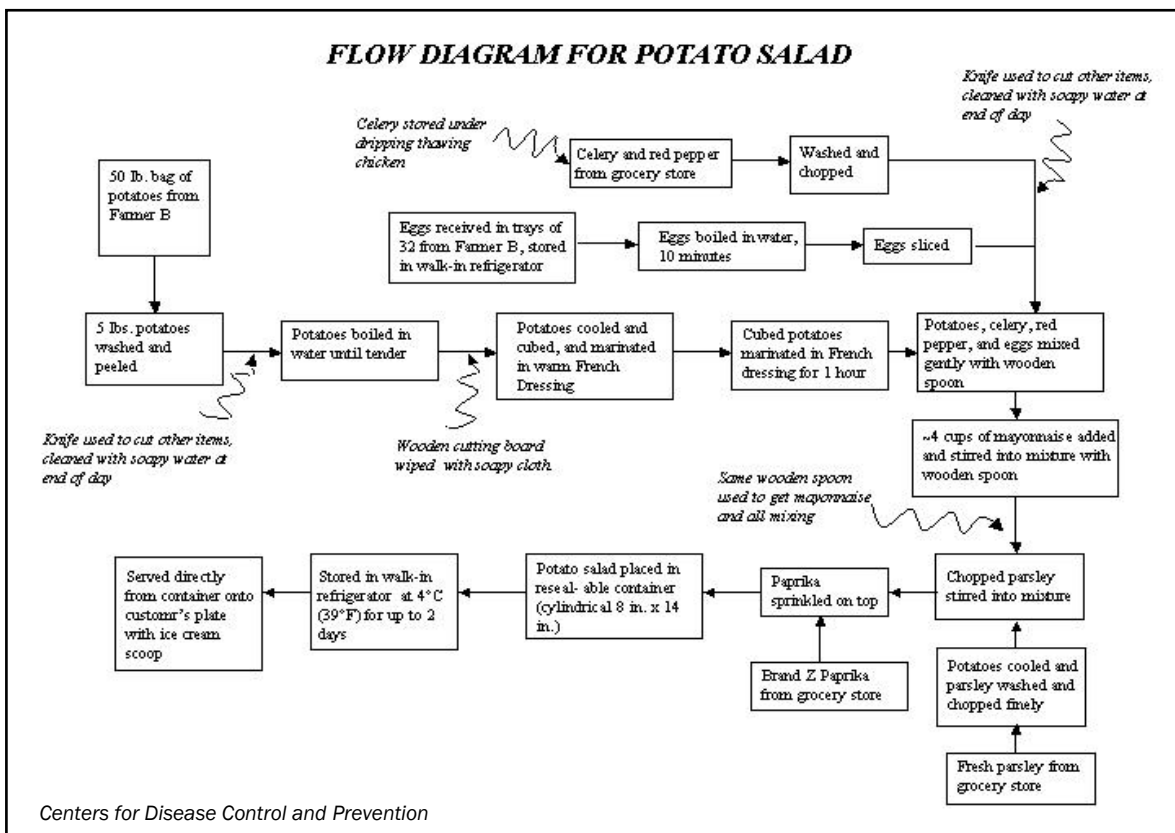 FLOW DIAGRAM FOR POTATO SALAD
Knife used to cut other items,
cleaned with soapy water at
end of day
Celery stored under
dripping thawing
chicken
Celery and red pepper
from grocery store
Washed and
chopped
50 lb. bag of
potatoes from
Farmer B
Eggs received in trays of
32 from Farmer B, stored
in walk-in refrigerator
Eggs boiled in water,
10 minutes
Eggs sliced
5 lbs. potatoes
washed and
peeled
Potatoes boiled in
water until tender
Potatoes cooled and
cubed, and marinated
in warm French
Dressing
Cubed potatoes
marinated in French
dressing for 1 hour
Potatoes, celery, red
pepper, and eggs mixed
gently with wooden
spoon
Knife used to cut other items,
cleaned with soapy water at
end of day
Wooden cutting board
wiped with soapy cloth
~4 cups of mayonnaise added
and stirred into mixture with
wooden spoon
Same wooden spoon
used to get mayonnaise
and all mixing
Served directly
from container onto
custmr's plate
with ice cream
scoop
Stored in walk-in
refrigerator at 4°C
(39°F) for up to 2
days
Potato salad placed in
reseal- able container
(cylindrical 8 in. x 14
in.)
Paprika
sprinkled on top
Chopped parsley
stirred into mixture
Brand Z Paprika
from grocery store
Potatoes cooled and
parsley washed and
chopped finely
Fresh parsley from
grocery store
Centers for Disease Control and Prevention